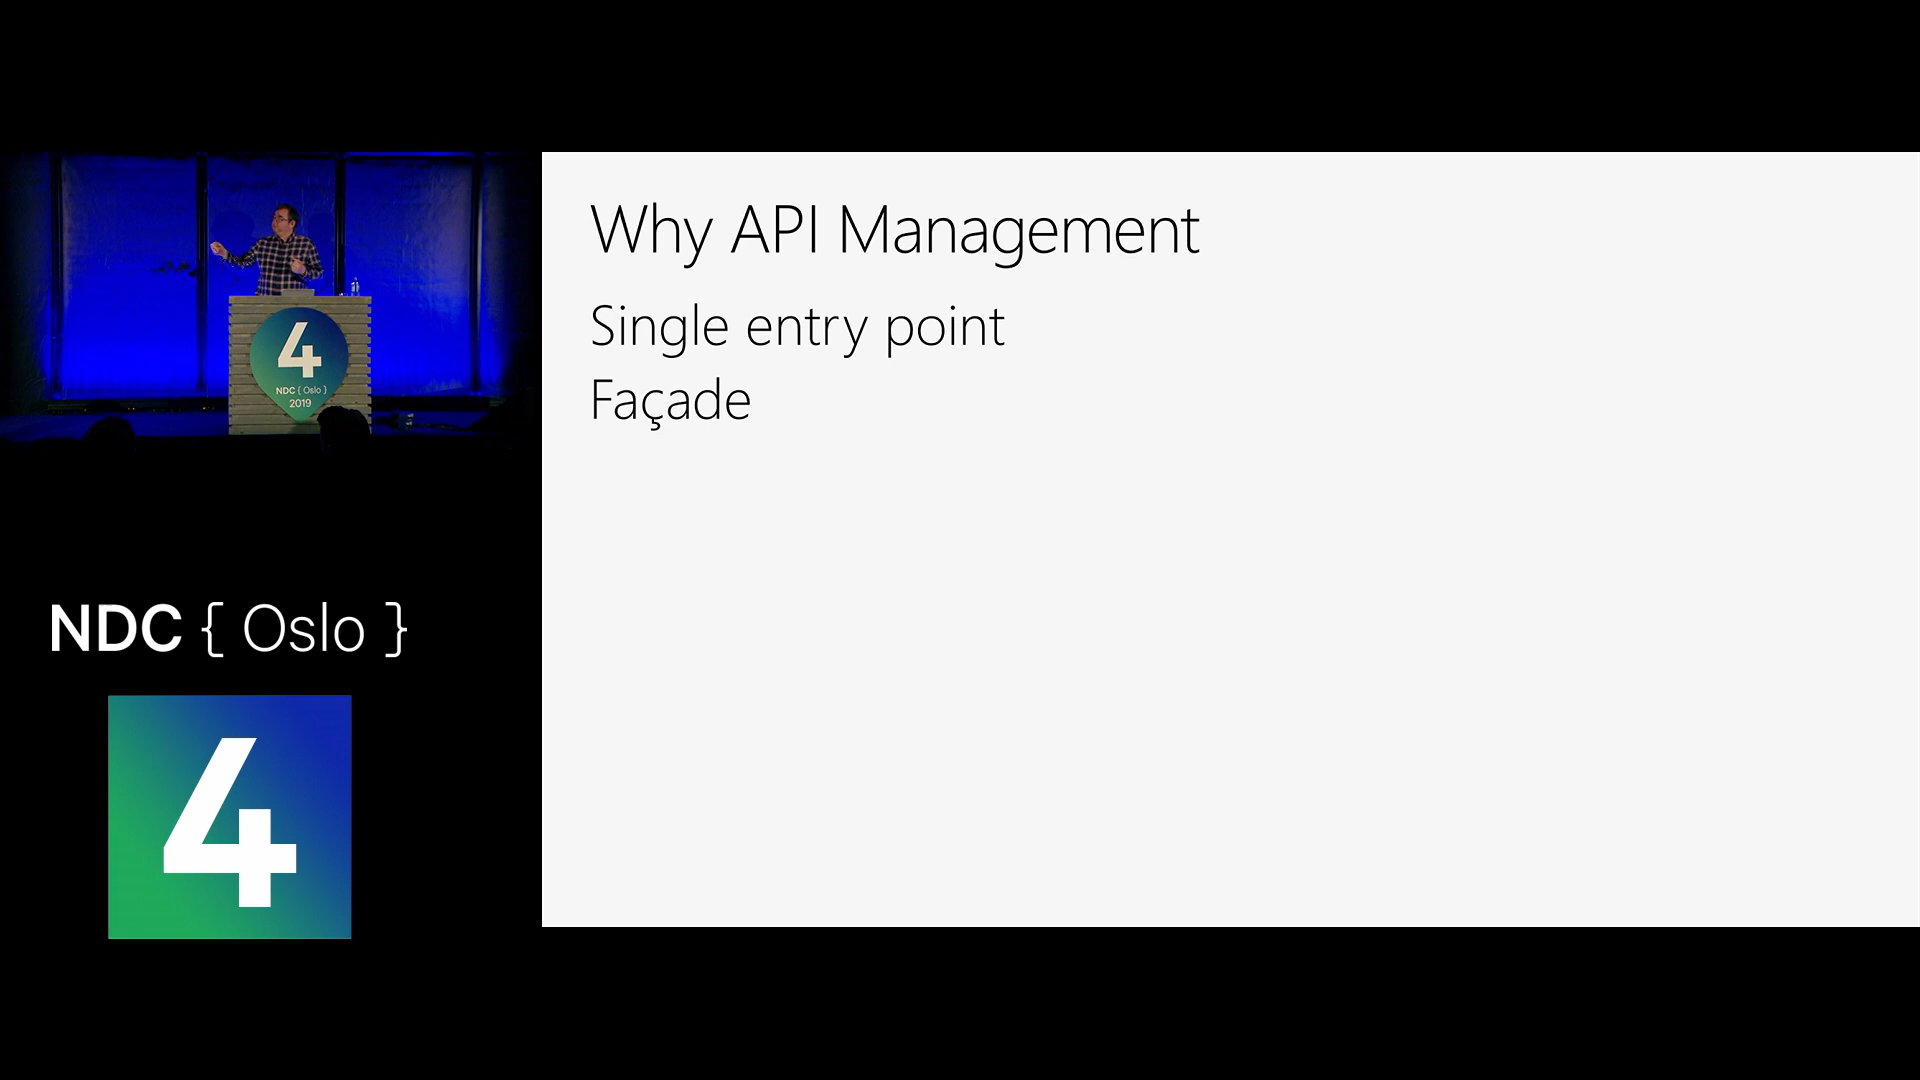 Why API Management
Single entry point
Façade
4
NDC { Oslo }
2019
NDC { Oslo }
4